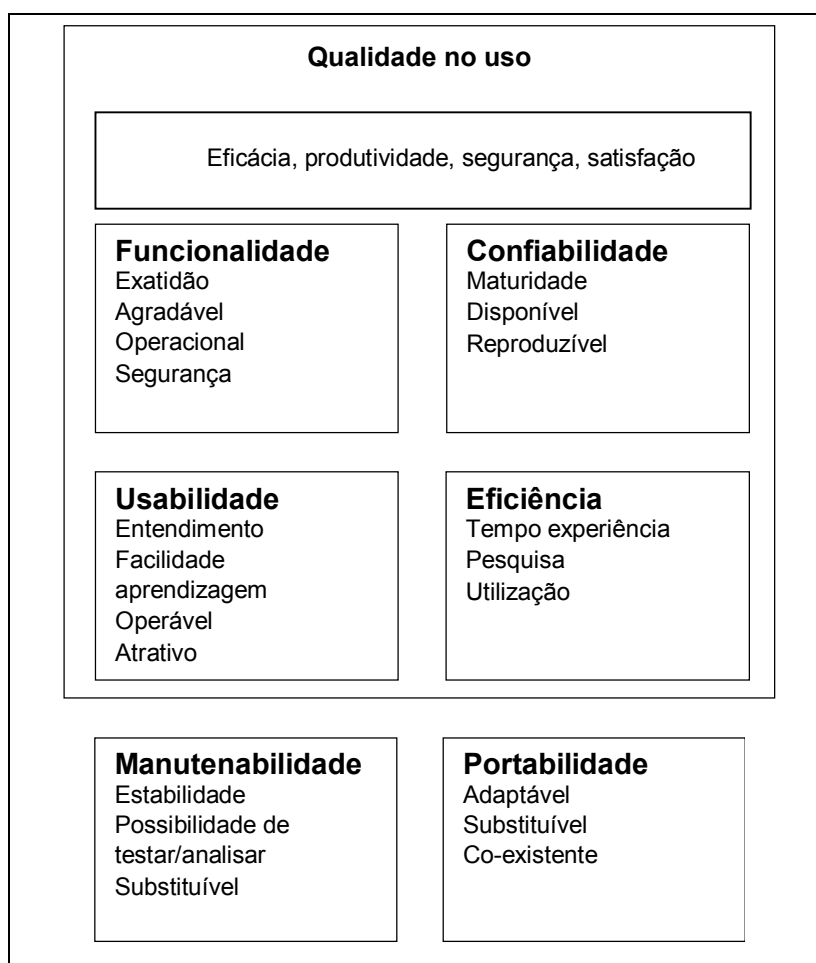 Qualidade no uso
Eficácia, produtividade, segurança, satisfação
Funcionalidade
Exatidão
Agradável
Operacional
Segurança
Confiabilidade
Maturidade
Disponível
Reproduzível
Usabilidade
Entendimento
Facilidade
aprendizagem
Operável
Atrativo
Eficiência
Tempo experiência
Pesquisa
Utilização
Manutenabilidade
Estabilidade
Possibilidade de
testar/analisar
Substituível
Portabilidade
Adaptável
Substituível
Co-existente